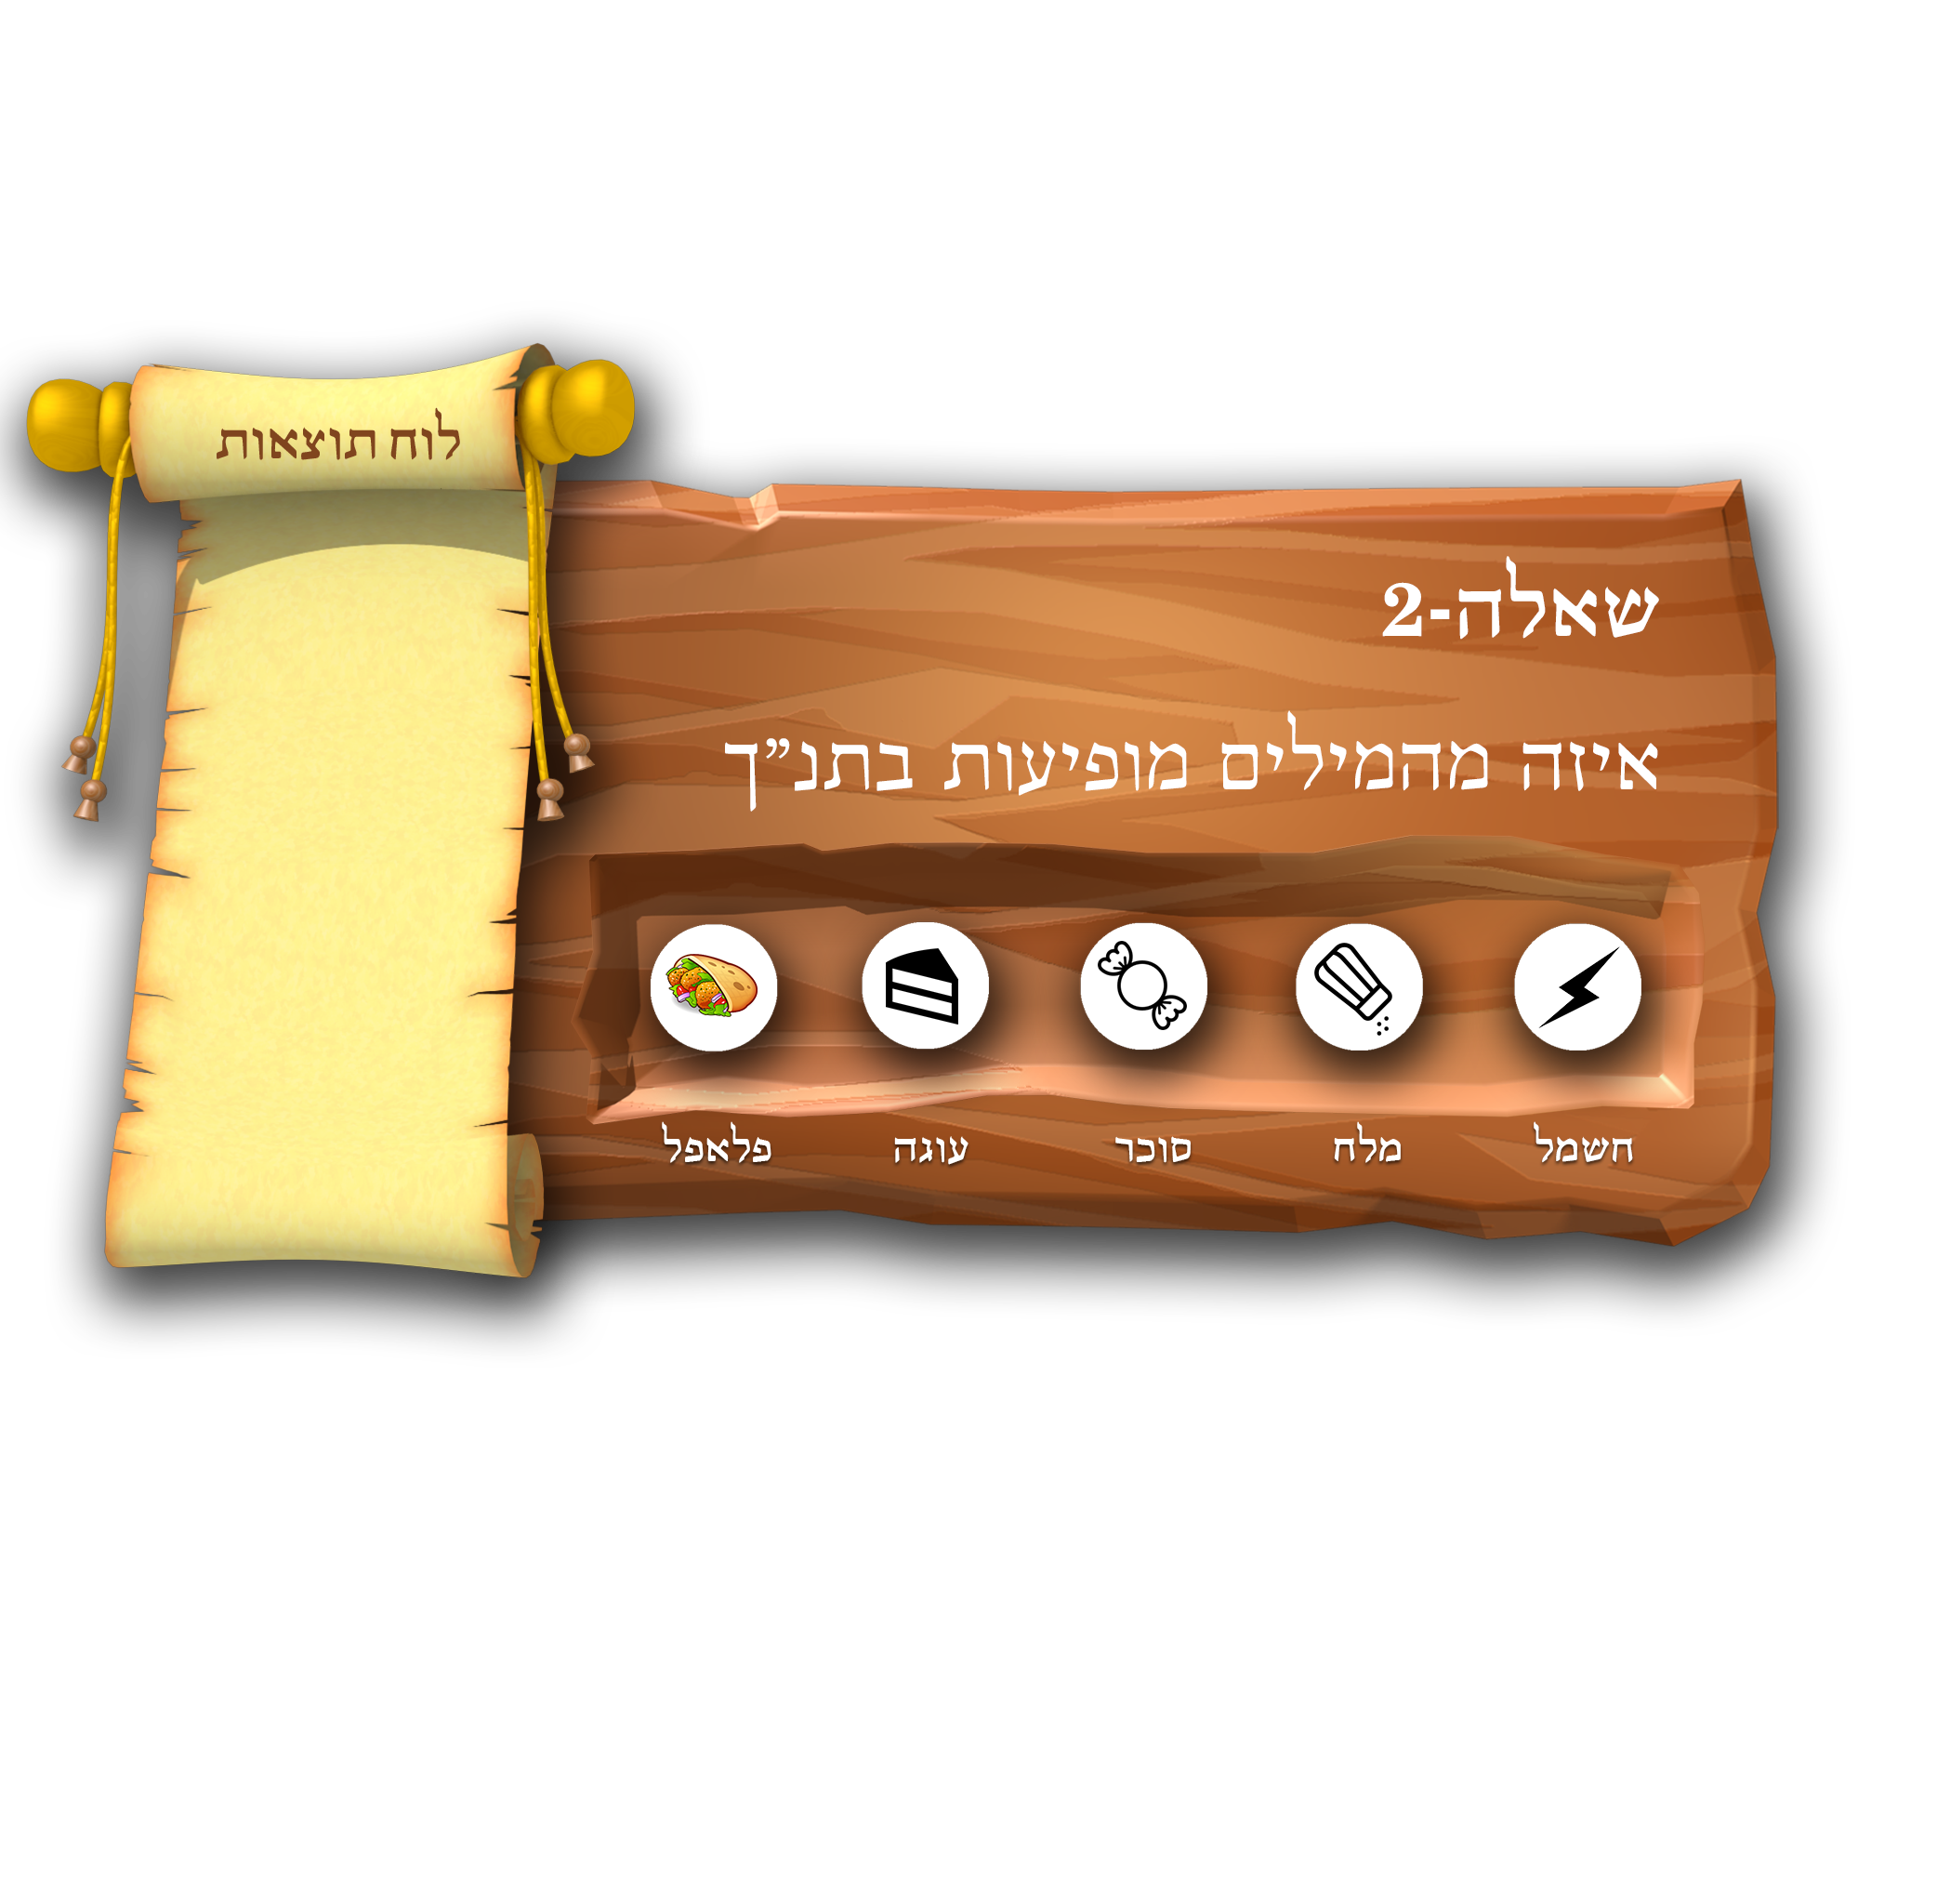 לוח תוצאות
שאלה-2
איזה מהמילים מופיעות בתנ”ך
חשמל
מלח
סוכר
עוגה
פלאפל